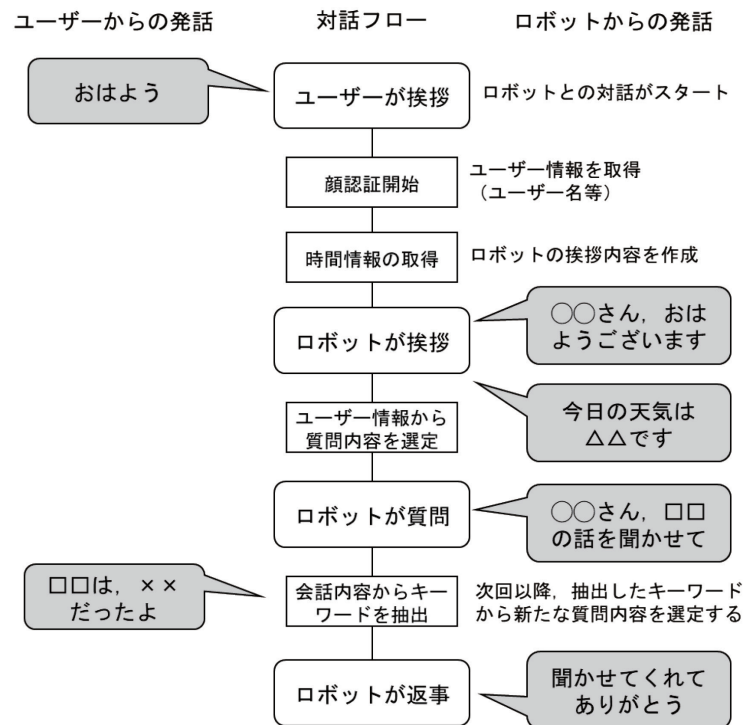 ユーザーからの発話
対話フロー
ロボットからの発話
おはよう
ユーザーが挨拶
ロボットとの対話がスタート
顔認証開始
ユーザー情報を取得
（ユーザー名等）
時間情報の取得
ロボットの挨拶内容を作成
ロボットが挨拶
○○さん，おは
ようございます
今日の天気は
△△です
ユーザー情報から
質問内容を選定
ロボットが質問
○○さん，□□
の話を聞かせて
□□は，××
だったよ
会話内容からキー
ワードを抽出
次回以降，抽出したキーワード
から新たな質問内容を選定する
ロボットが返事
聞かせてくれて
ありがとう